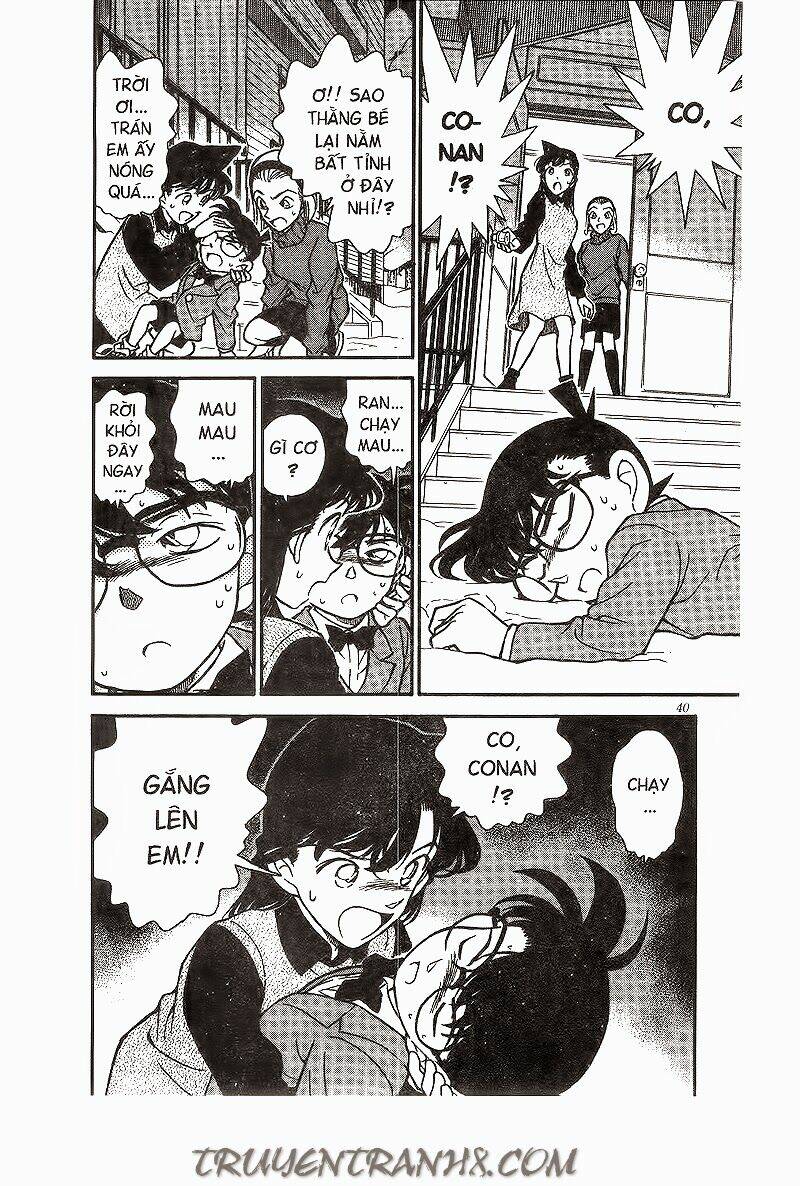 CO,
CO-
NAN
!?
Ơ!! SAO
THẰNG BÉ
LẠI NẰM
BẤT TỈNH
Ở ĐÂY
NHỈ!?
TRỜI
ƠI...
TRÁN
EM ẤY
NÓNG
QUÁ...
RAN...
CHẠY
MAU...
GÌ CƠ
?
MAU
MAU
...
RỜI
KHỎI
ĐÂY
NGAY
...
40
CHẠY
...
CO,
CONAN
!?
GẮNG
LÊN
EM!!
TRUYENTRANH8.COM